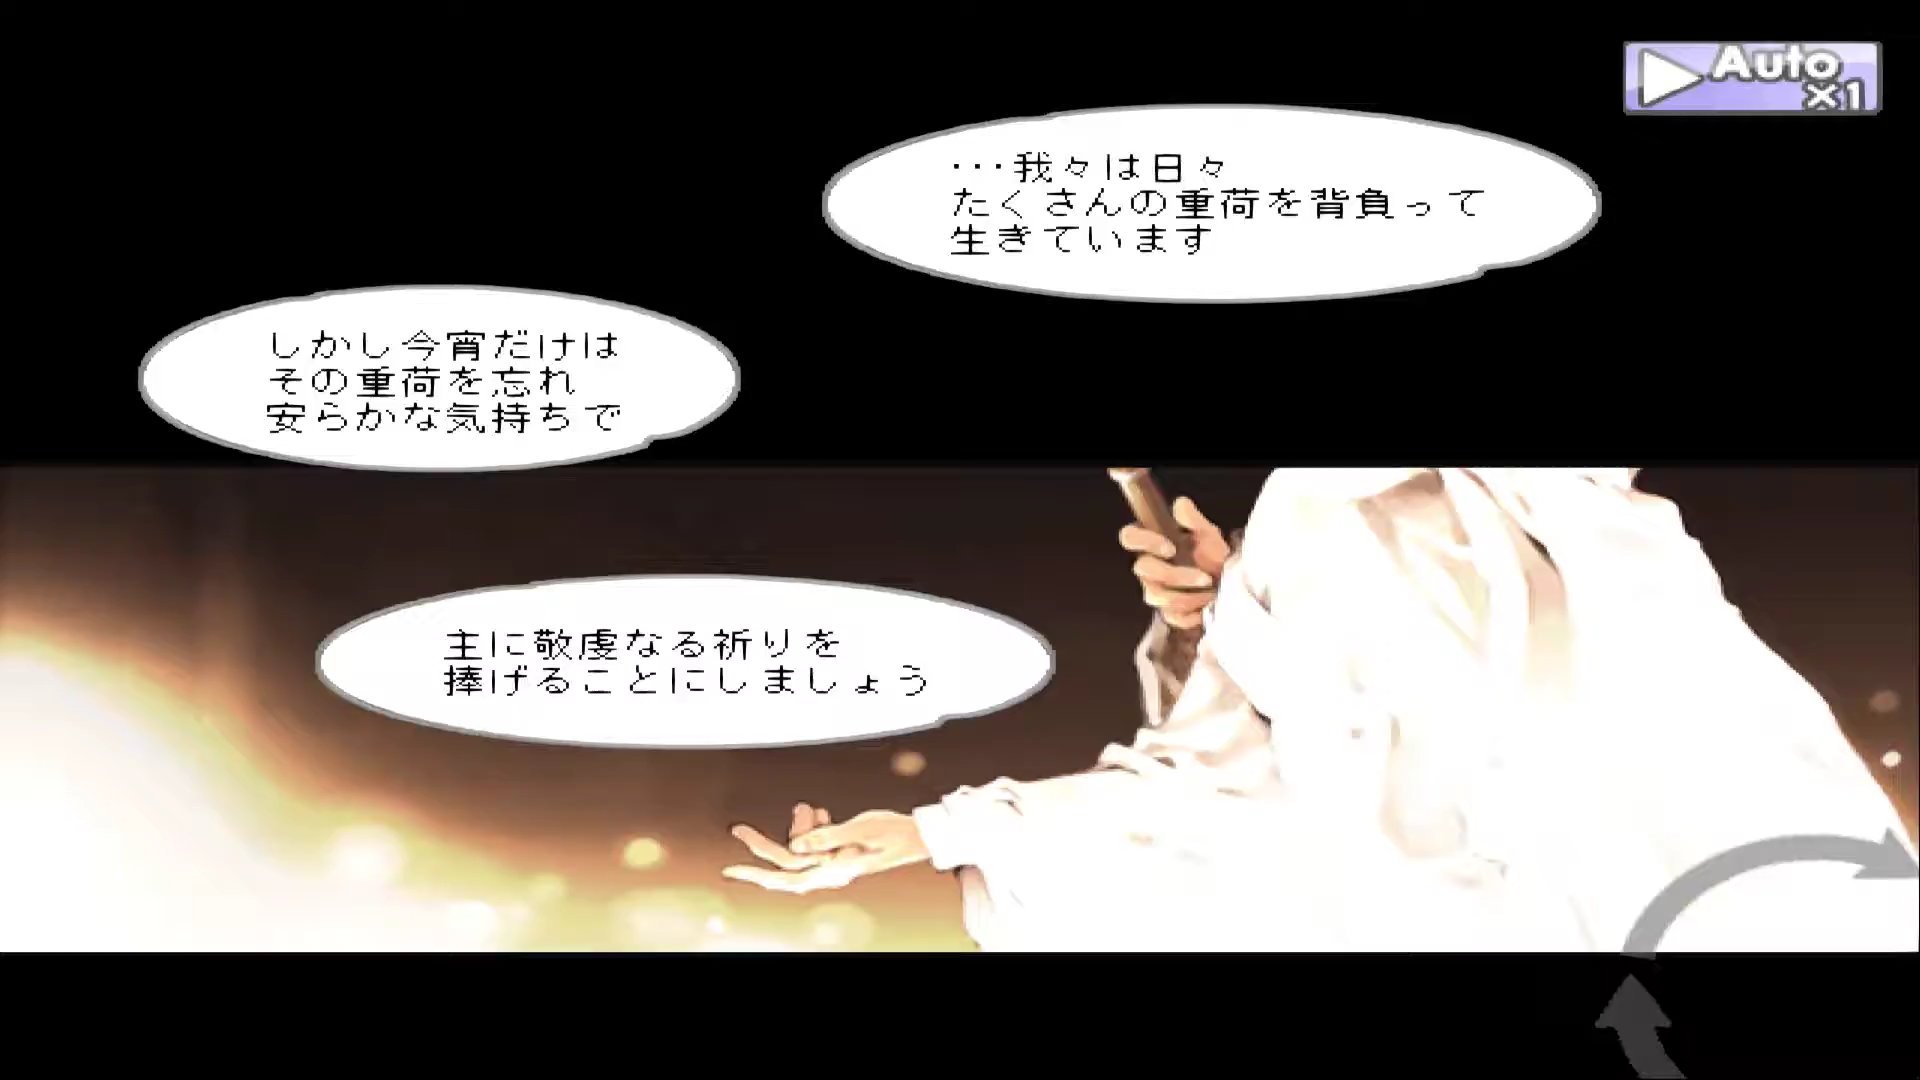 Auto
×1
・・・我々は日々
たくさんの重荷を背負って
生きています
しかし今宵だけは
その重荷を忘れ
安らかな気持ちで
主に敬虔なる祈りを
捧げることにしましょう